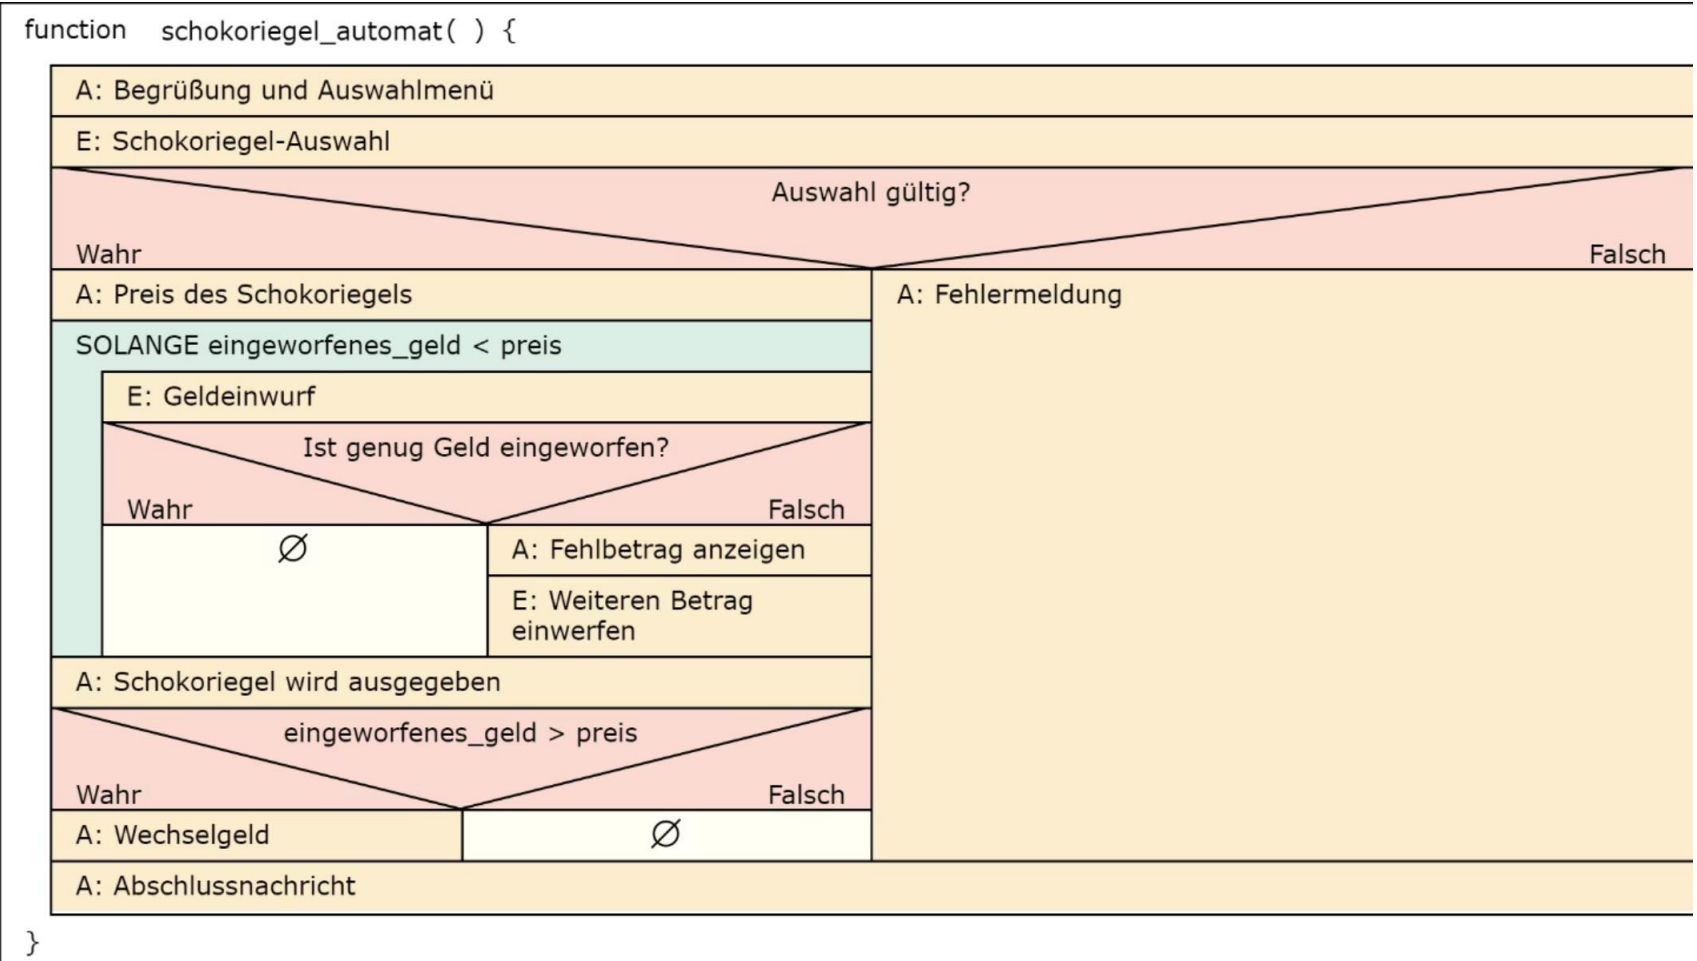 function schokoriegel_automat( ) {
A: Begrüßung und Auswahlmenü
E: Schokoriegel-Auswahl
Auswahl gültig?
Wahr
Falsch
A: Preis des Schokoriegels
A: Fehlermeldung
SOLANGE eingeworfenes_geld < preis
E: Geldeinwurf
Ist genug Geld eingeworfen?
Wahr
Falsch
∅
A: Fehlbetrag anzeigen
E: Weiteren Betrag
einwerfen
A: Schokoriegel wird ausgegeben
eingeworfenes_geld > preis
Wahr
Falsch
A: Wechselgeld
∅
A: Abschlussnachricht
}